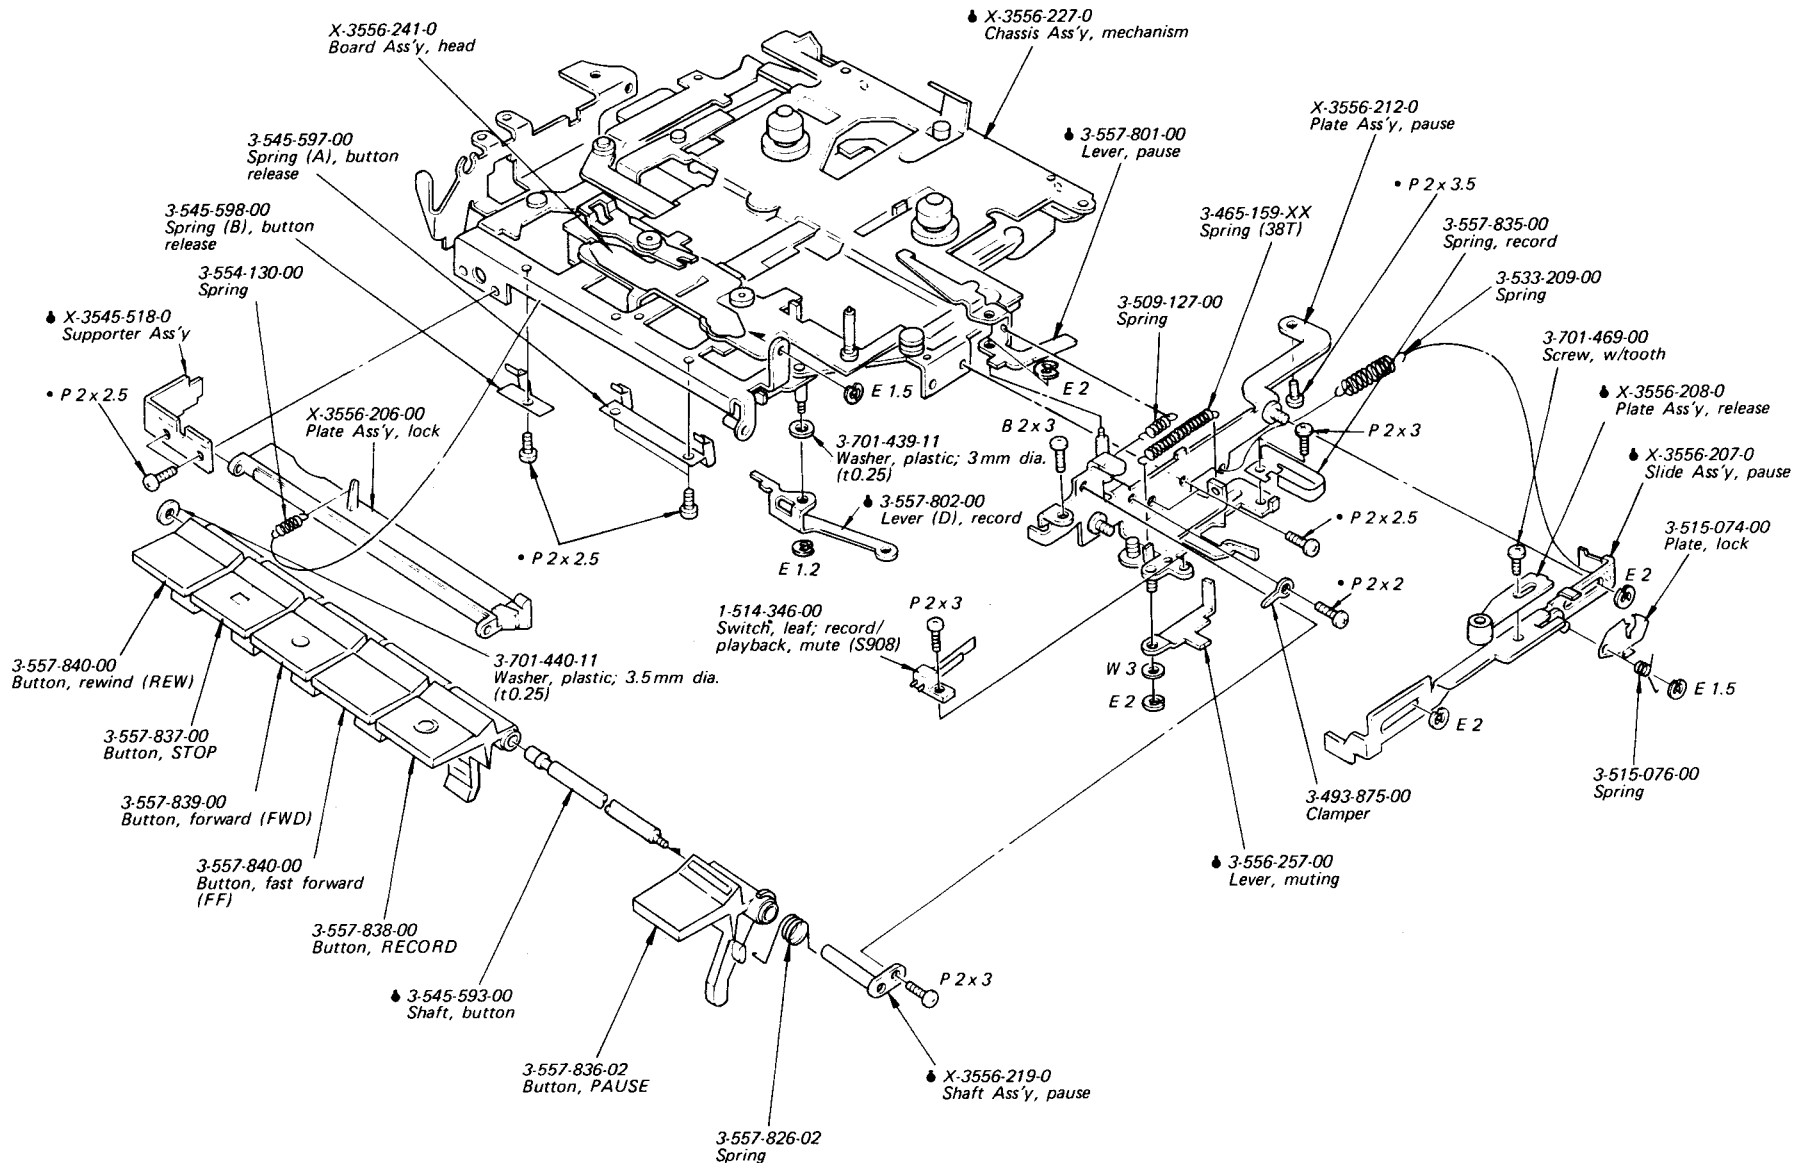 X-3556-241-0
Board Ass'y, head
X-3556-227-0
Chassis Ass'y, mechanism
3-545-597-00
Spring (A), button
release
3-557-801-00
Lever, pause
X-3556-212-0
Plate Ass'y, pause
• P 2 x 3.5
3-545-598-00
Spring (B), button
release
3-465-159-XX
Spring (38T)
3-557-835-00
Spring, record
3-554-130-00
Spring
3-533-209-00
Spring
3-509-127-00
Spring
X-3545-518-0
Supporter Ass'y
3-701-469-00
Screw, w/tooth
• P 2 x 2.5
X-3556-206-00
Plate Ass'y, lock
E 1.5
E 2
X-3556-208-0
Plate Ass'y, release
B 2 x 3
P 2 x 3
3-701-439-11
Washer, plastic; 3 mm dia.
(t0.25)
X-3556-207-0
Slide Ass'y, pause
3-557-802-00
Lever (D), record
• P 2 x 2.5
3-515-074-00
Plate, lock
• P 2 x 2.5
E 1.2
E 2
• P 2 x 2
1-514-346-00
Switch, leaf; record/
playback, mute (S908)
P 2 x 3
3-557-840-00
Button, rewind (REW)
3-701-440-11
Washer, plastic; 3.5 mm dia.
(t0.25)
W 3
E 2
E 1.5
E 2
3-557-837-00
Button, STOP
3-515-076-00
Spring
3-557-839-00
Button, forward (FWD)
3-493-875-00
Clamper
3-557-840-00
Button, fast forward
(FF)
3-556-257-00
Lever, muting
3-557-838-00
Button, RECORD
3-545-593-00
Shaft, button
P 2 x 3
3-557-836-02
Button, PAUSE
X-3556-219-0
Shaft Ass'y, pause
3-557-826-02
Spring